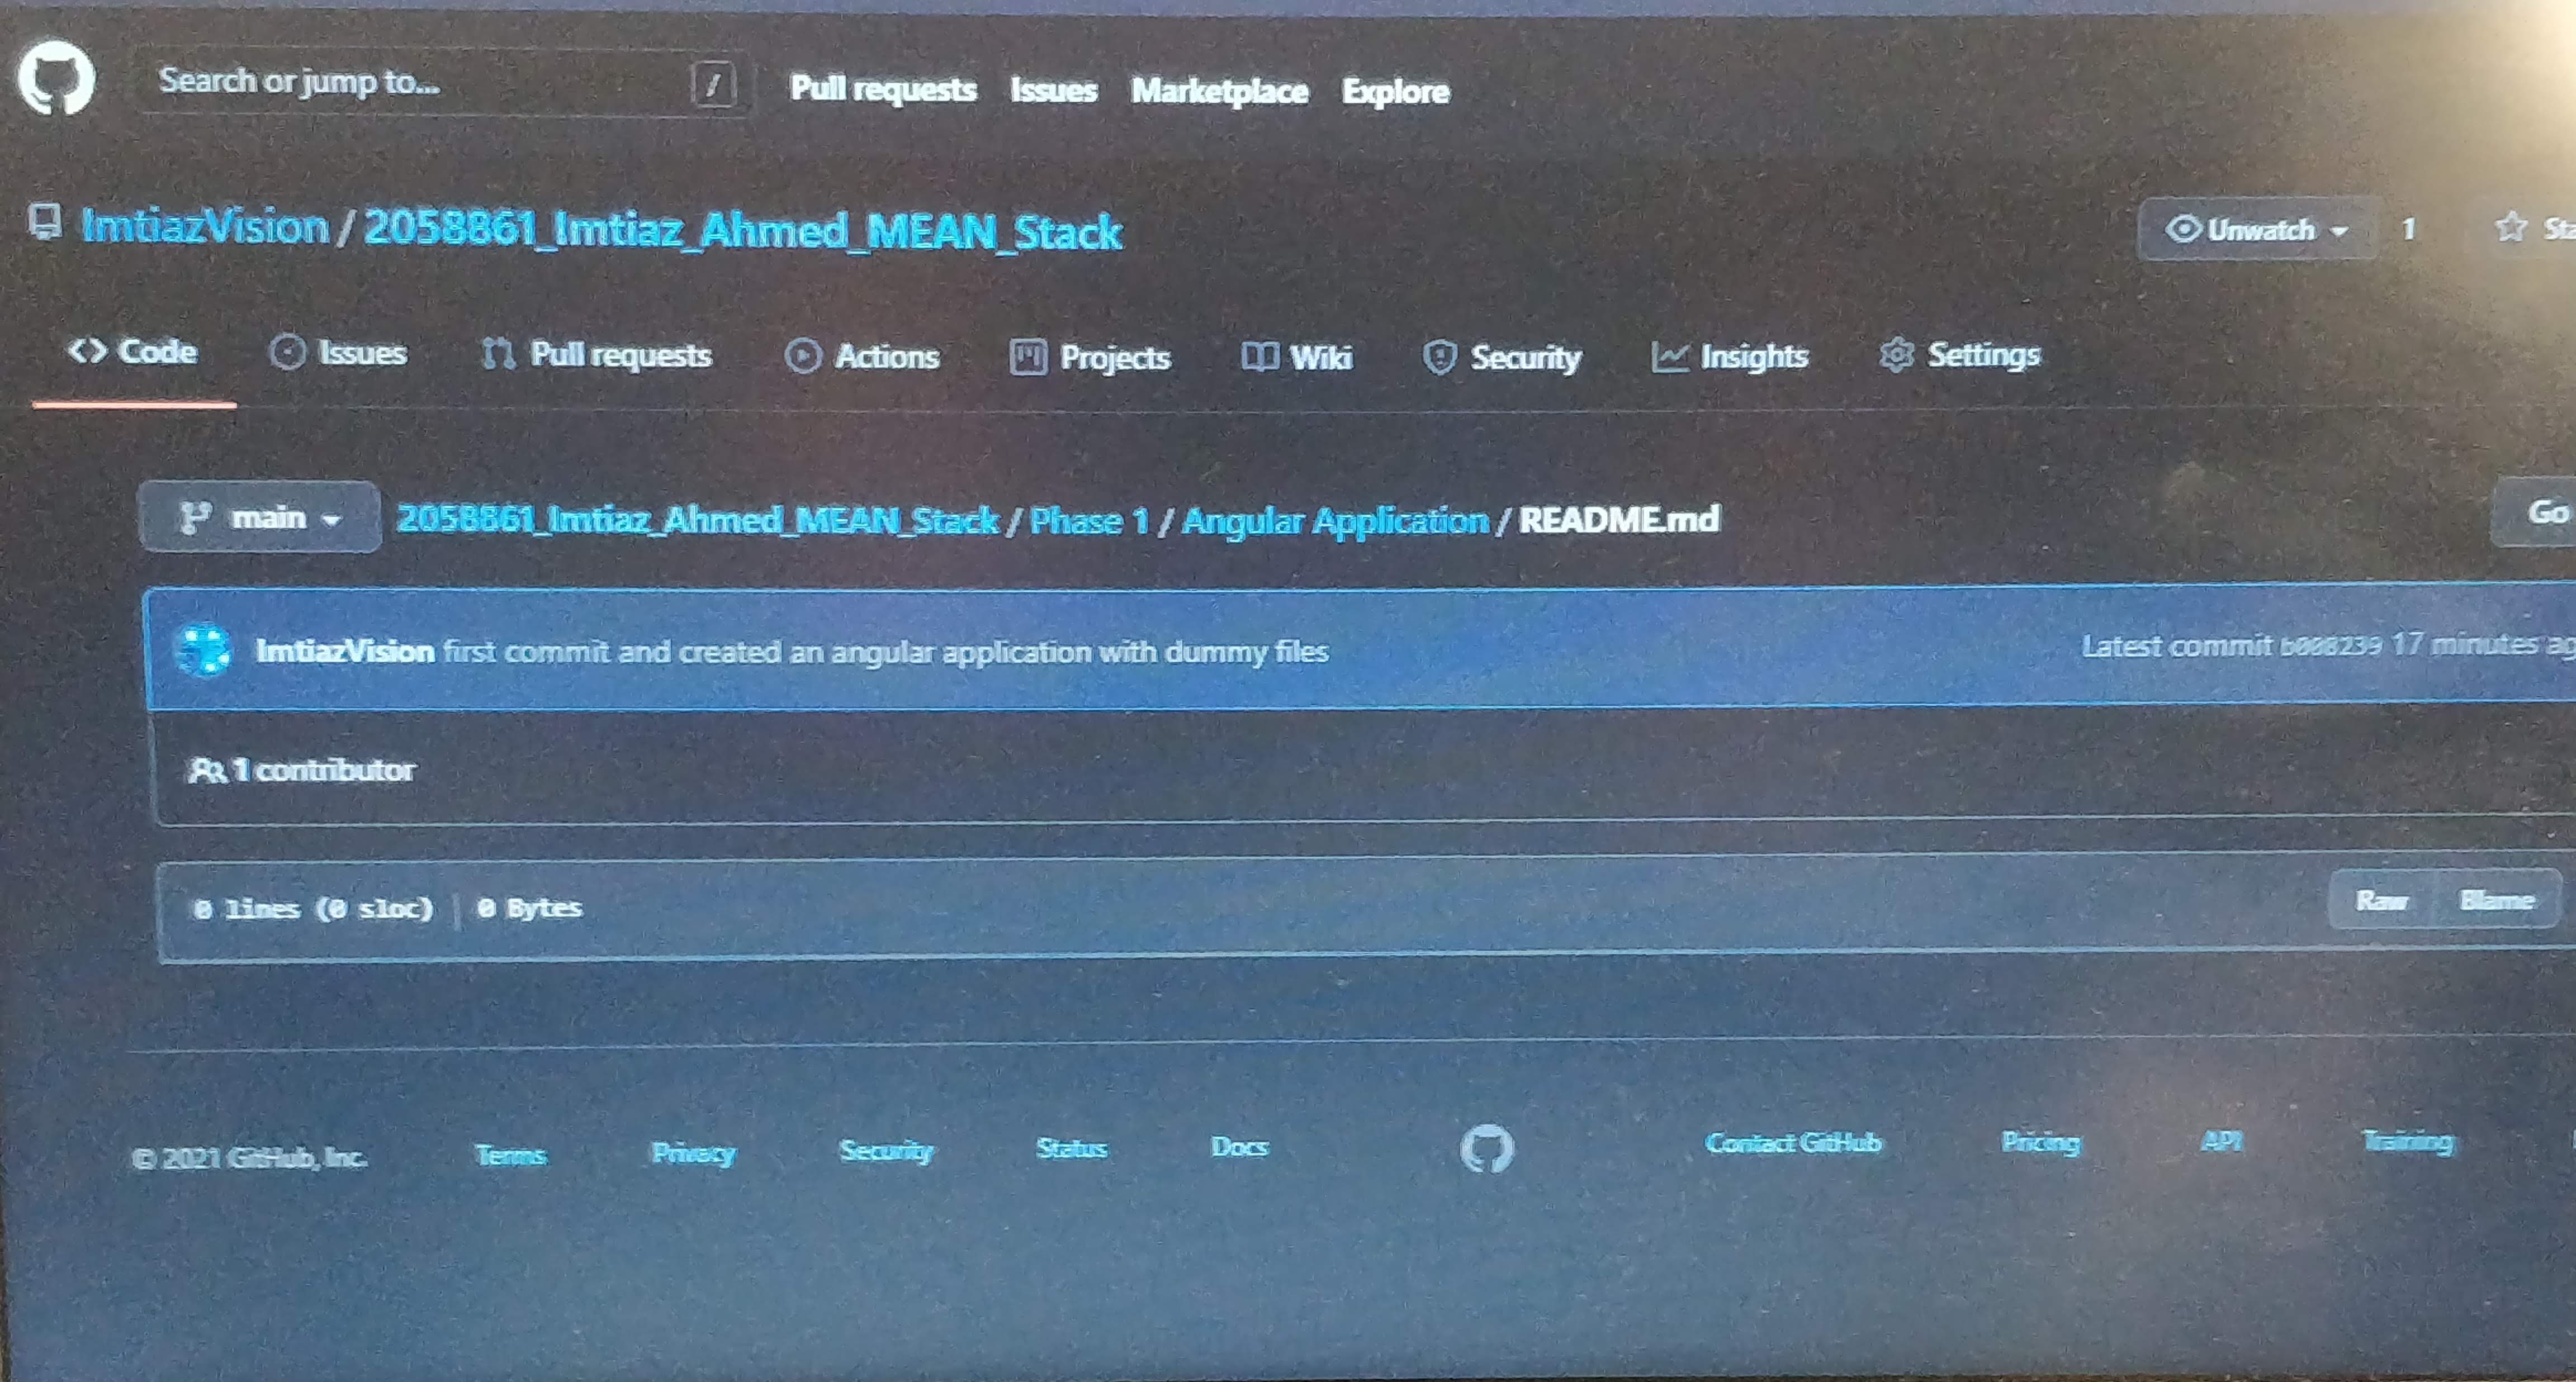 Search or jump to... /
Pull requests Issues Marketplace Explore
ImtiazVision / 2058861_Imtiaz_Ahmed_MEAN_Stack
Unwatch 1
Code Issues Pull requests Actions Projects Wiki Security Insights Settings
main 2058861_Imtiaz_Ahmed_MEAN_Stack / Phase 1 / Angular Application / README.md
Go
ImtiazVision first commit and created an angular application with dummy files
Latest commit b008239 17 minutes
1 contributor
0 lines (0 sloc) | 0 Bytes
Raw Blame
© 2021 GitHub, Inc. Terms Privacy Security Status Docs Contact GitHub Pricing API Training